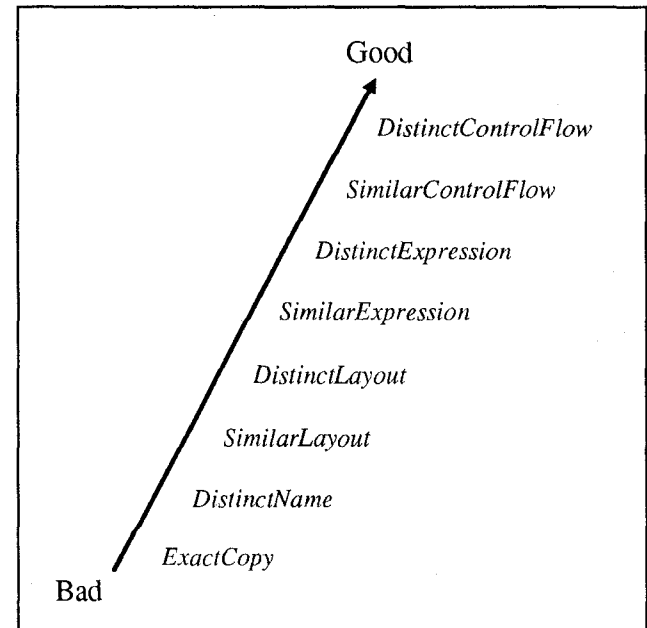 Good
DistinctControlFlow
SimilarControlFlow
DistinctExpression
SimilarExpression
DistinctLayout
SimilarLayout
DistinctName
ExactCopy
Bad